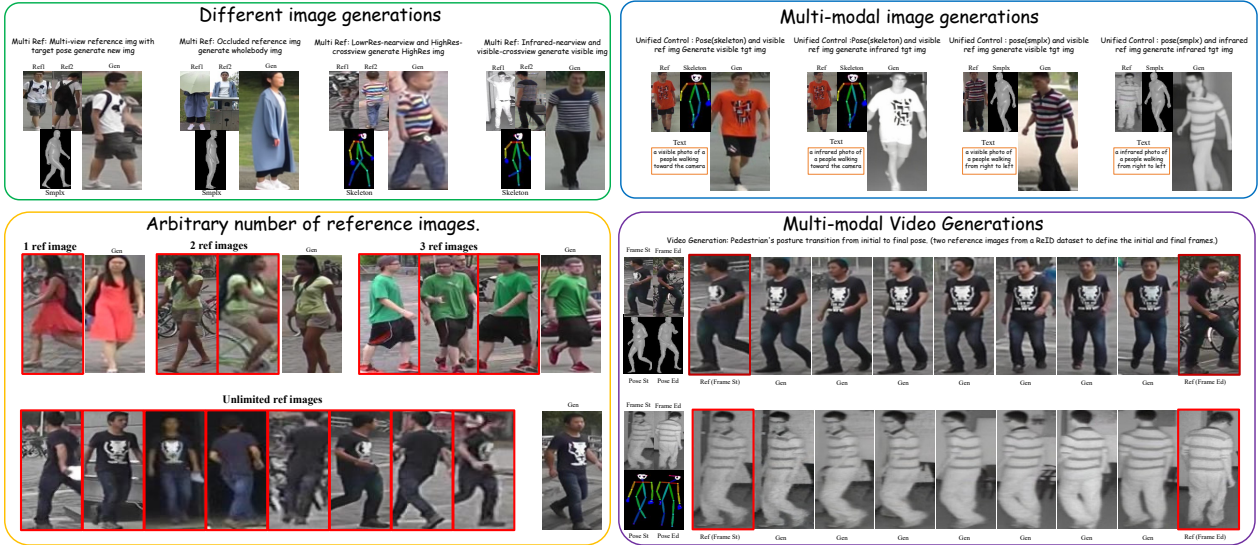 Different image generations
Multi Ref: Multi-view reference img with
target pose generate new img
Ref1 Ref2 Gen
Smplx
Multi Ref: Occluded reference img
generate wholebody img
Ref1 Ref2 Gen
Smplx
Multi Ref: LowrRes-nearview and HighRes-
crossview generate HighRes img
Ref1 Ref2 Gen
Skeleton
Multi Ref: Infrared-nearview and
visible-crossview generate visible img
Ref1 Ref2 Gen
Skeleton
Multi-modal image generations
Unified Control : Pose(skeleton) and visible
ref img Generate visible tgt img
Ref Skeleton Gen
Text
a visible photo of a
people walking
toward the camera
Unified Control :Pose(skeleton) and visible
ref img generate infrared tgt img
Ref Skeleton Gen
Text
a infrared photo of
a people walking
toward the camera
Unified Control : pose(smplx) and visible
ref img generate visible tgt img
Ref Smplx Gen
Text
a visible photo of
a people walking
from right to left
Unified Control : pose(smplx) and infrared
ref img generate infrared tgt img
Ref Smplx Gen
Text
a infrared photo of
a people walking
from right to left
Arbitrary number of reference images.
1 ref image Gen
2 ref images Gen
3 ref images Gen
Unlimited ref images
Gen
Multi-modal Video Generations
Video Generation: Pedestrian's posture transition from initial to final pose. (two reference images from a ReID dataset to define the initial and final frames.)
Frame St Frame Ed
Pose St Pose Ed
Ref (Frame St) Gen Gen Gen Gen Gen Gen Gen Ref (Frame Ed)
Frame St Frame Ed
Pose St Pose Ed
Ref (Frame St) Gen Gen Gen Gen Gen Gen Gen Ref (Frame Ed)